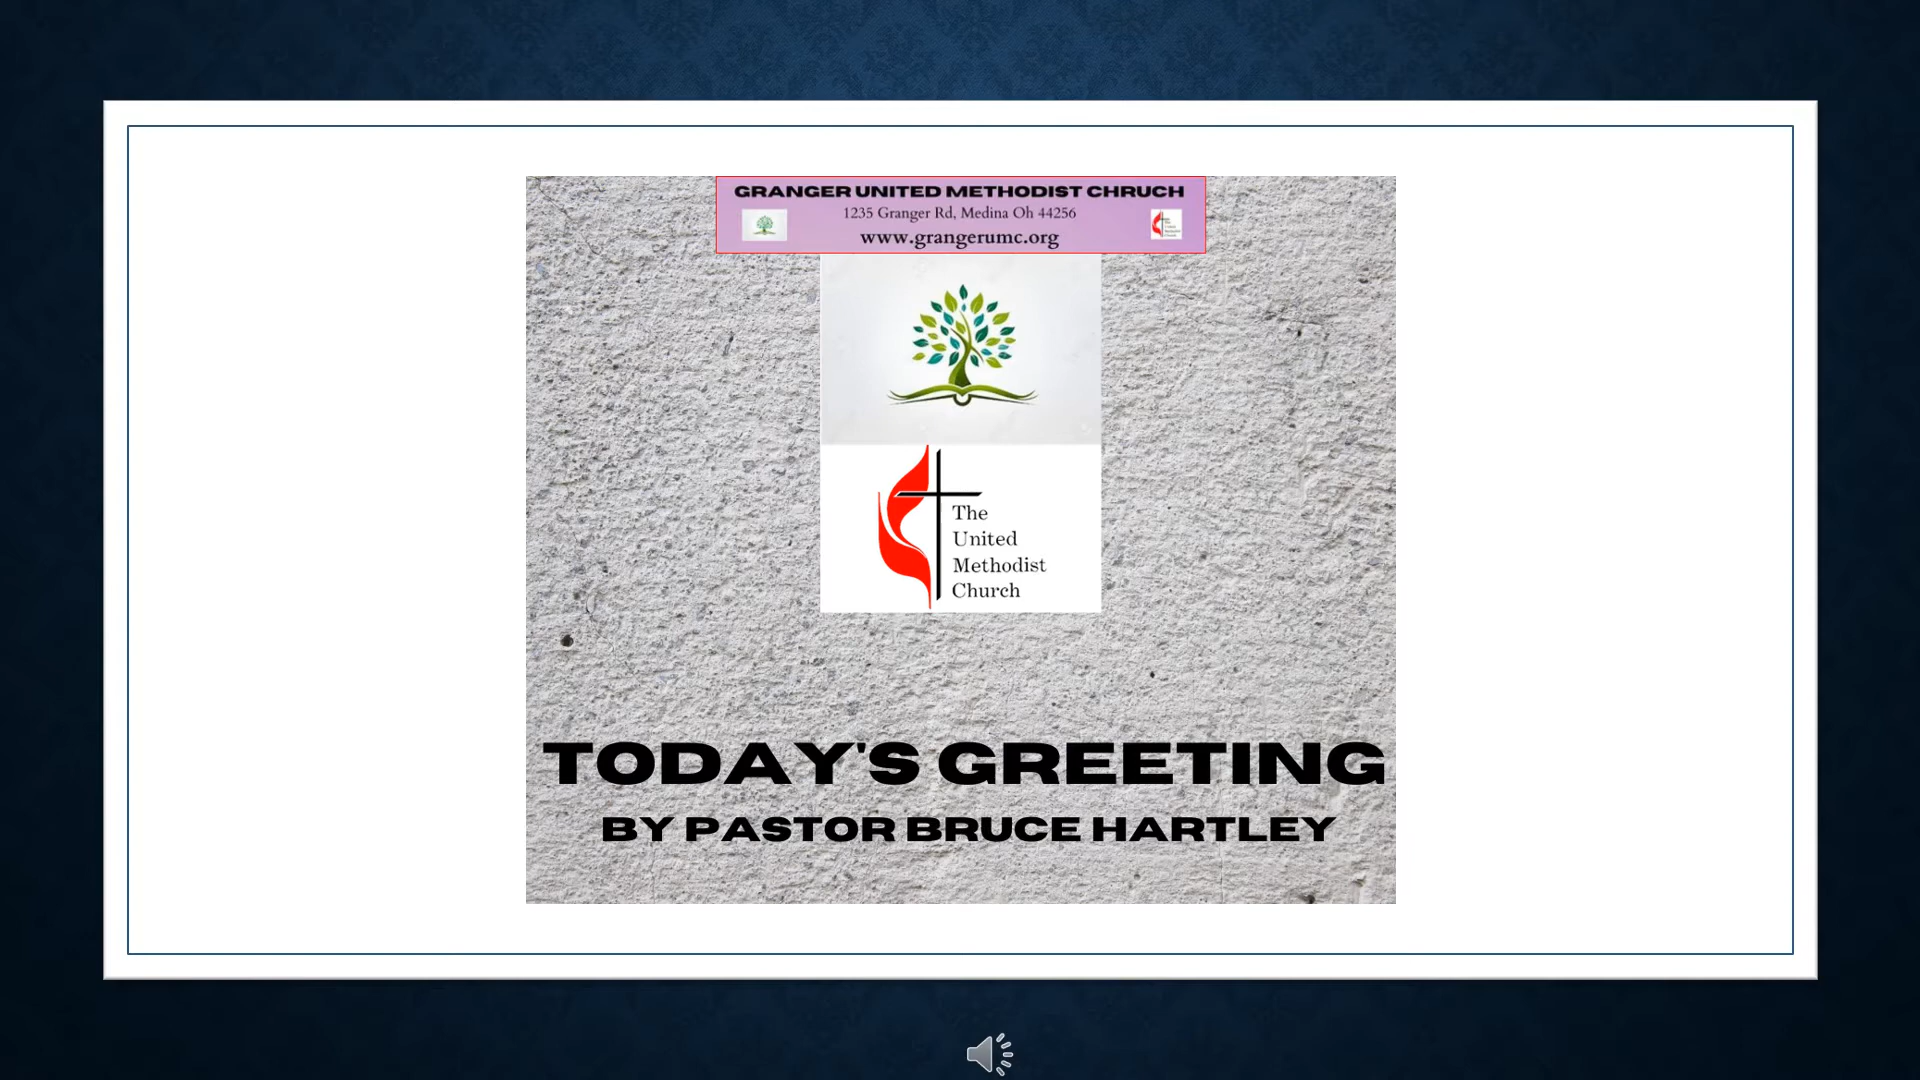 GRANGER UNITED METHODIST CHRUCH
1235 Granger Rd, Medina Oh 44256
www.grangerumc.org
The
United
Methodist
Church
TODAY'S GREETING
BY PASTOR BRUCE HARTLEY